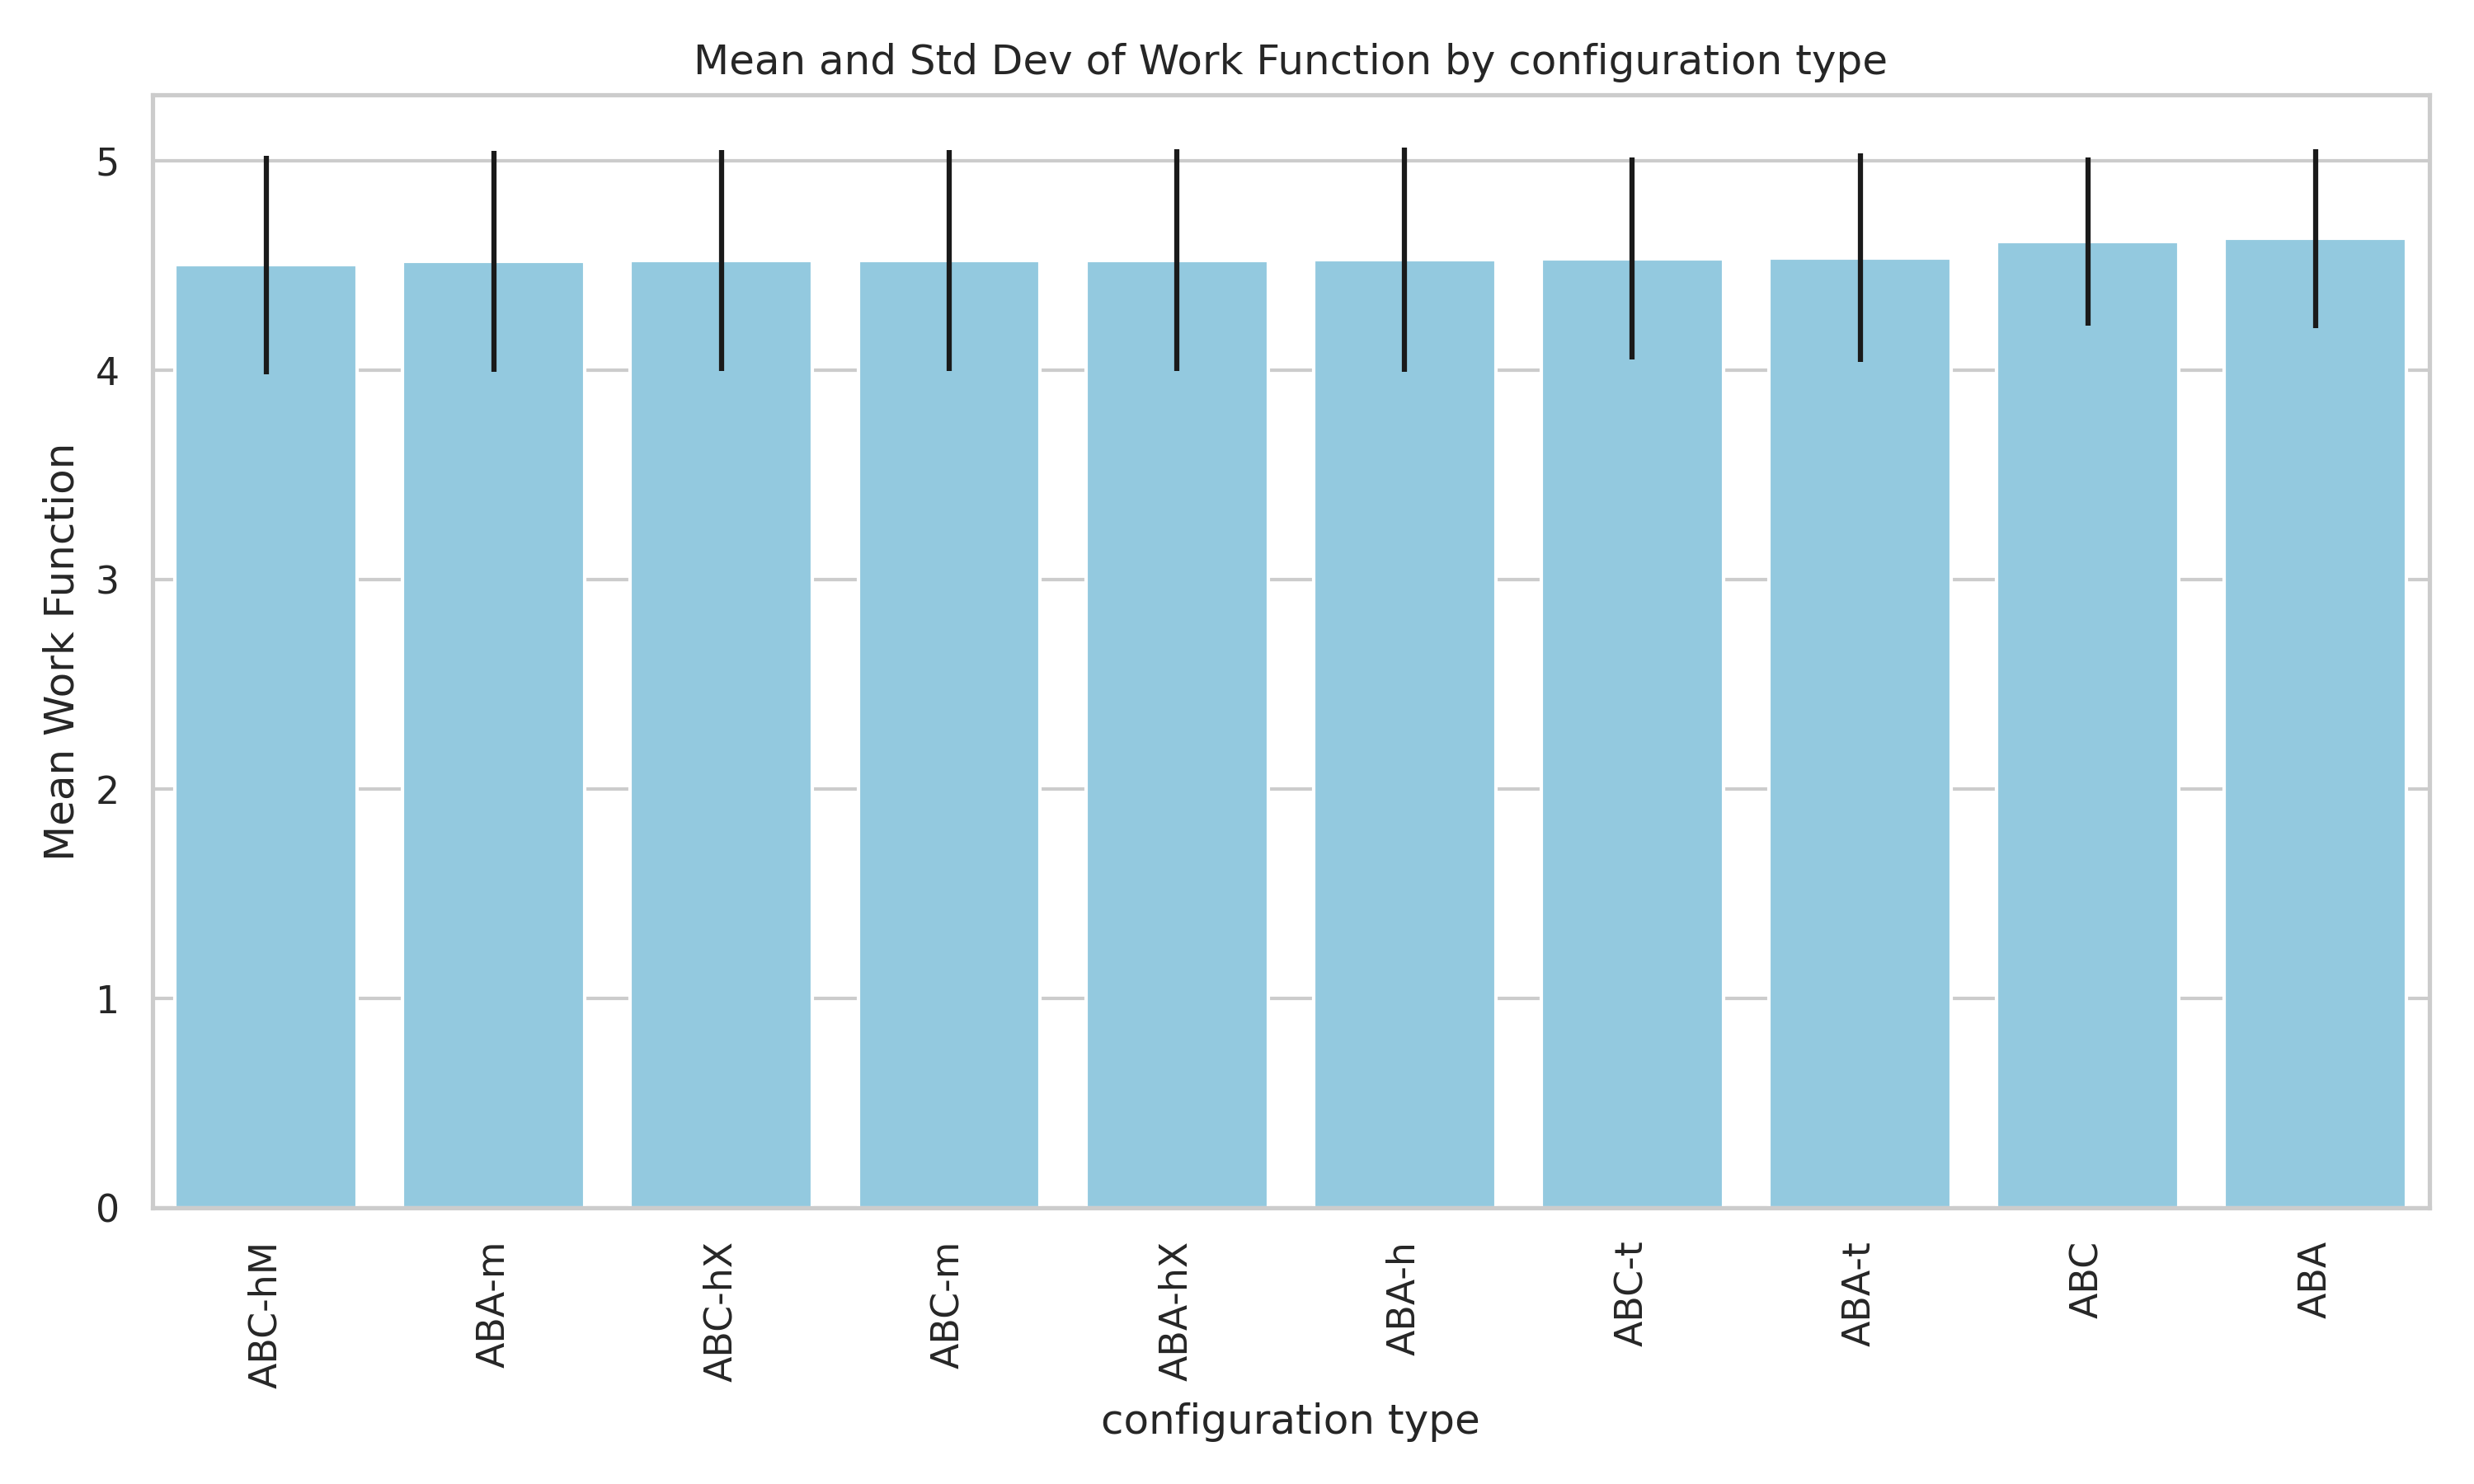 Mean and Std Dev of Work Function by configuration type
Mean Work Function
5
4
3
2
1
0
ABC-hM
ABA-m
ABC-hX
ABC-m
ABA-hX
ABA-h
ABC-t
ABA-t
ABC
ABA
configuration type